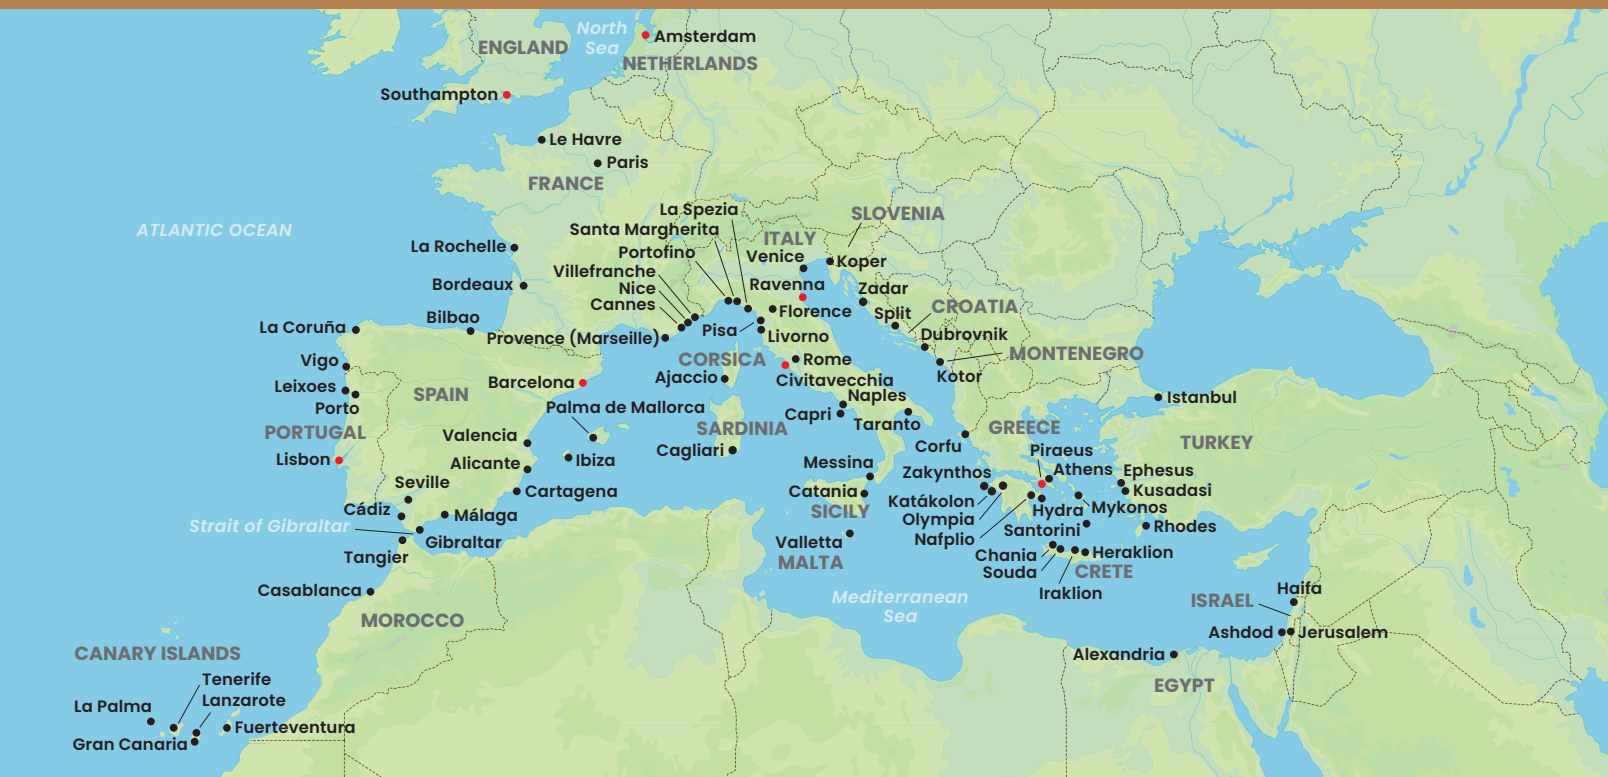 North
Sea
Amsterdam
ENGLAND
NETHERLANDS
Southampton
Le Havre
Paris
FRANCE
La Spezia
SLOVENIA
Santa Margherita
ATLANTIC OCEAN
ITALY
La Rochelle
Portofino
Venice
Koper
Villefranche
Bordeaux
Nice
Ravenna
Zadar
Cannes
CROATIA
Florence
Split
Bilbao
La Coruña
Pisa
Livorno
Dubrovnik
Provence (Marseille)
MONTENEGRO
Vigo
CORSICA
Rome
Ajaccio
Kotor
Civitavecchia
Barcelona
Leixoes
SPAIN
Naples
Istanbul
Porto
Palma de Mallorca
Capri
Taranto
SARDINIA
GREECE
PORTUGAL
Valencia
TURKEY
Corfu
Cagliari
Piraeus
Lisbon
Alicante
Ibiza
Messina
Athens
Ephesus
Zakynthos
Seville
Cartagena
Catania
Kusadasi
Katákolon
Cádiz
SICILY
Hydra
Mykonos
Málaga
Olympia
Strait of Gibraltar
Santorini
Rhodes
Nafplio
Gibraltar
Valletta
Tangier
Chania
Heraklion
MALTA
Souda
CRETE
Casablanca
Iraklion
Haifa
Mediterranean
Sea
ISRAEL
MOROCCO
Ashdod
Jerusalem
CANARY ISLANDS
Alexandria
Tenerife
EGYPT
Lanzarote
La Palma
Fuerteventura
Gran Canaria